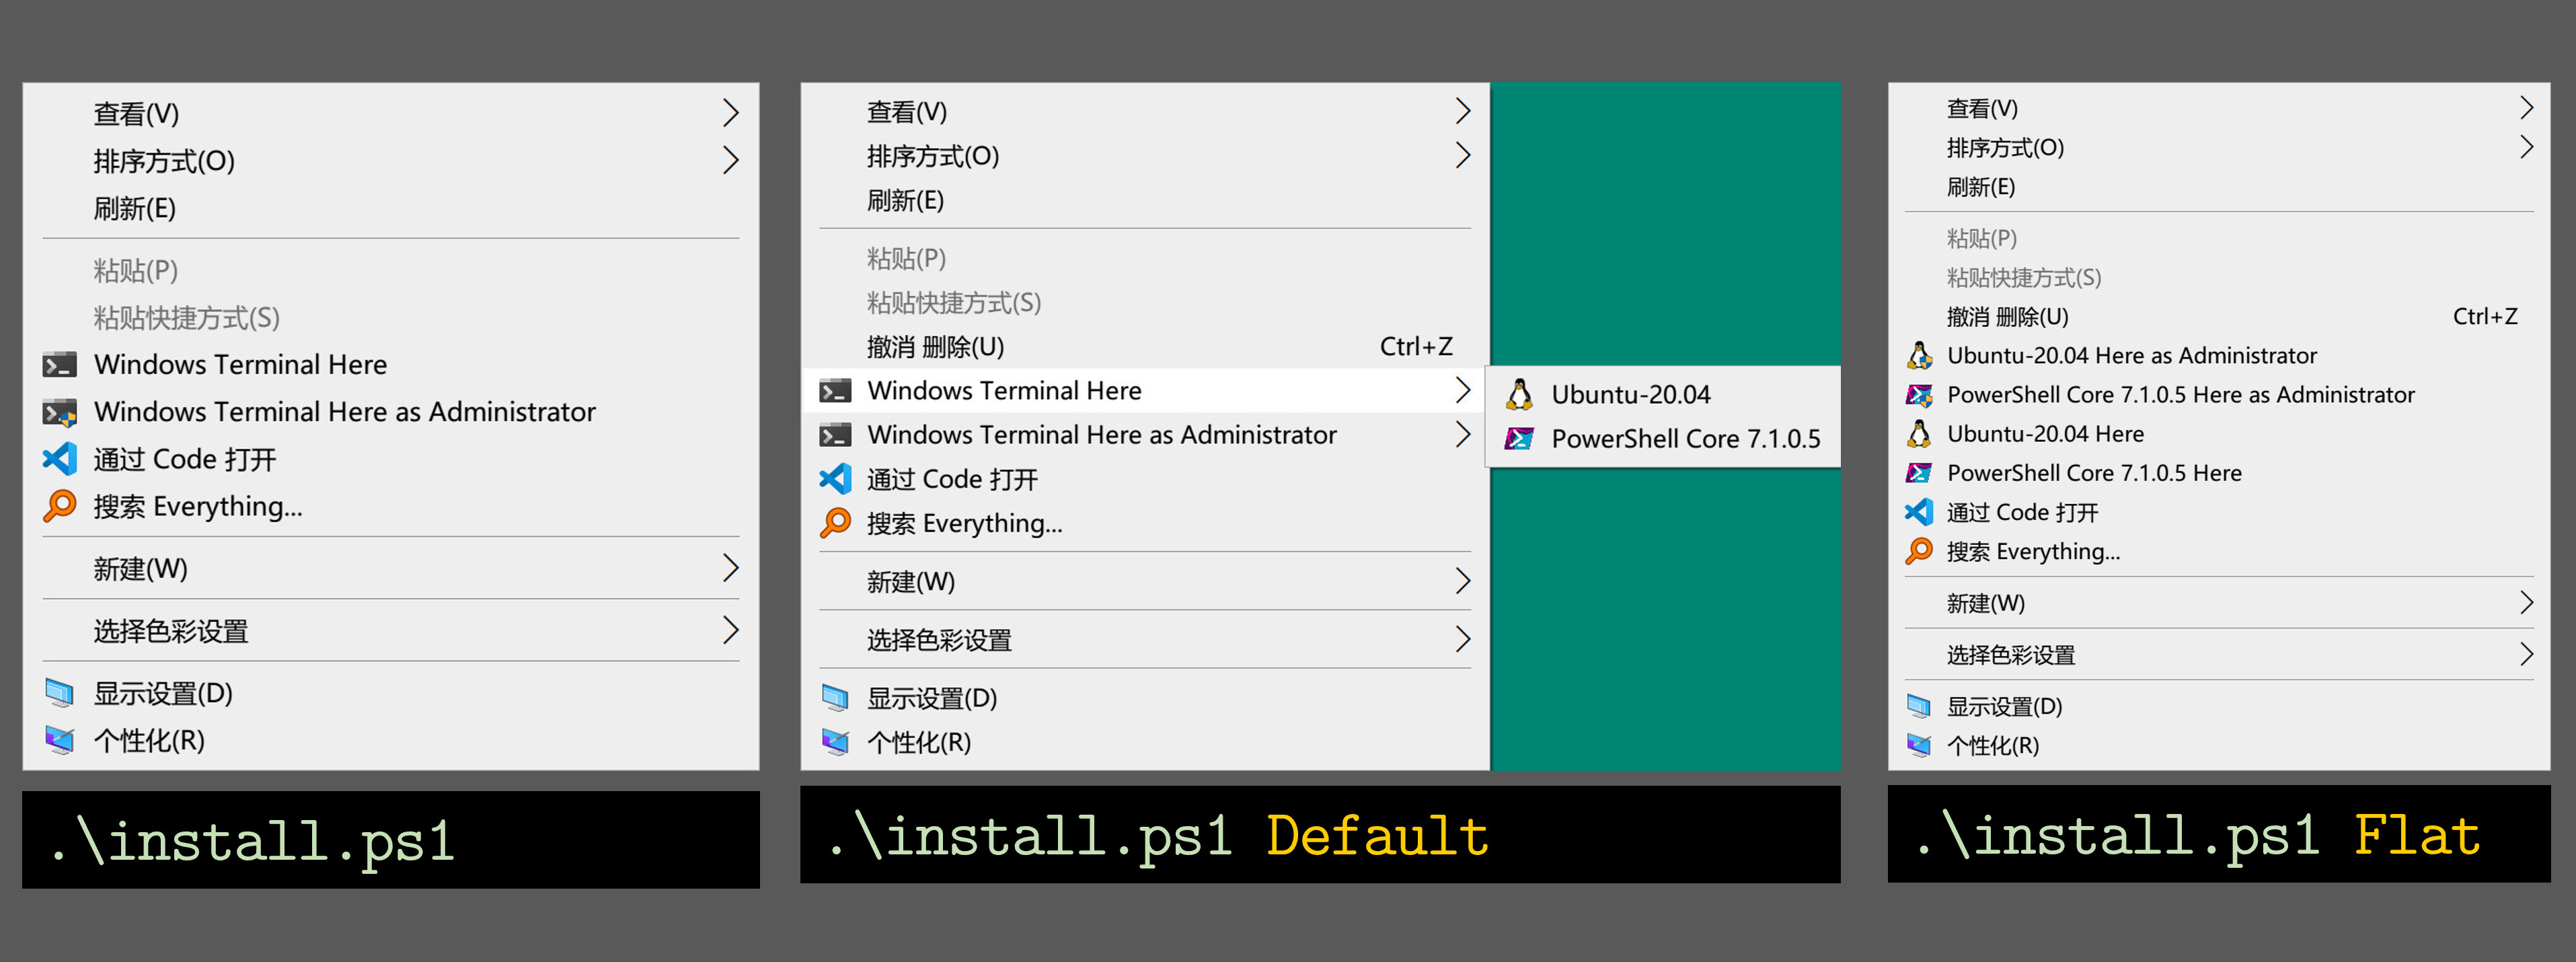 查看(V)
排序方式(O)
刷新(E)
粘贴(P)
粘贴快捷方式(S)
Windows Terminal Here
Windows Terminal Here as Administrator
通过 Code 打开
搜索 Everything...
新建(W)
选择色彩设置
显示设置(D)
个性化(R)
.\install.ps1
查看(V)
排序方式(O)
刷新(E)
粘贴(P)
粘贴快捷方式(S)
撤消 删除(U) Ctrl+Z
Windows Terminal Here
Windows Terminal Here as Administrator
通过 Code 打开
搜索 Everything...
新建(W)
选择色彩设置
显示设置(D)
个性化(R)
Ubuntu-20.04
PowerShell Core 7.1.0.5
.\install.ps1 Default
查看(V)
排序方式(O)
刷新(E)
粘贴(P)
粘贴快捷方式(S)
撤消 删除(U) Ctrl+Z
Ubuntu-20.04 Here as Administrator
PowerShell Core 7.1.0.5 Here as Administrator
Ubuntu-20.04 Here
PowerShell Core 7.1.0.5 Here
通过 Code 打开
搜索 Everything...
新建(W)
选择色彩设置
显示设置(D)
个性化(R)
.\install.ps1 Flat